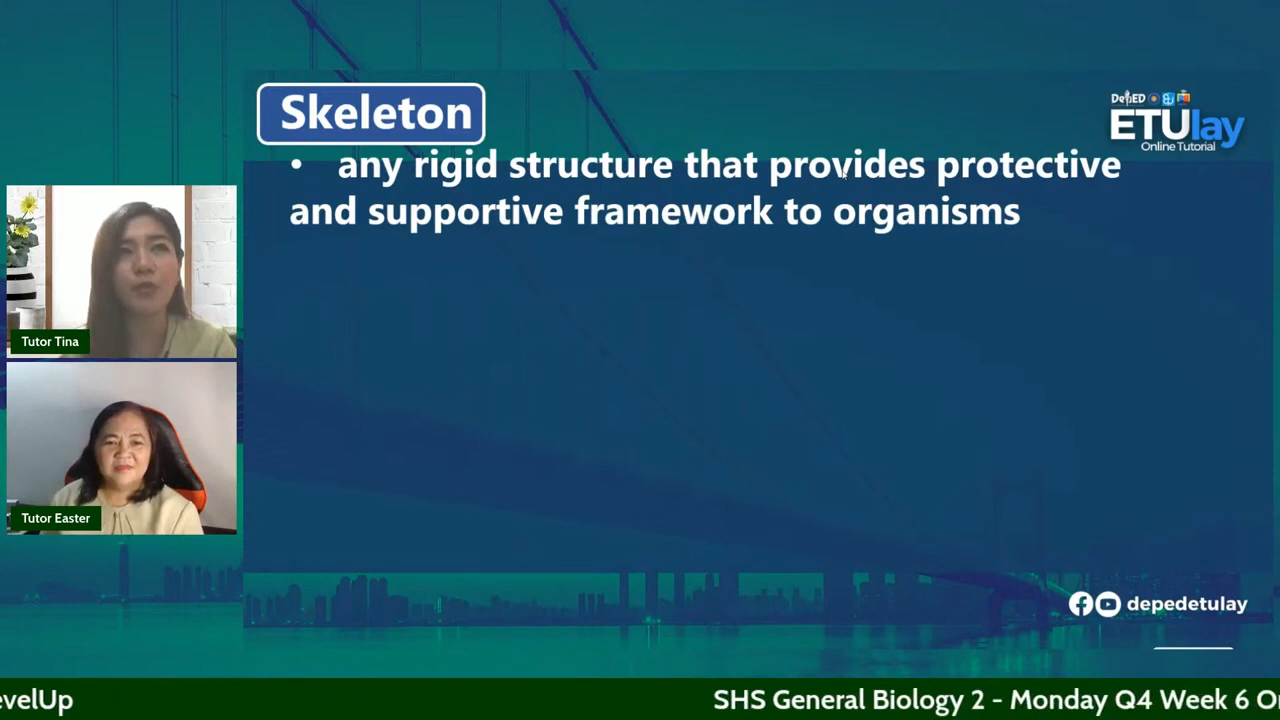 Skeleton
• any rigid structure that provides protective
and supportive framework to organisms
DepED
ETUlay
Online Tutorial
Tutor Tina
Tutor Easter
depedetulay
evelUp
SHS General Biology 2 - Monday Q4 Week 6 O